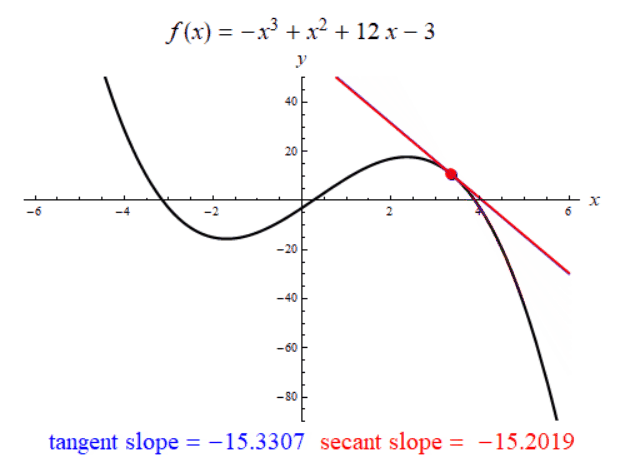 f(x) = −x³ + x² + 12 x − 3
y
40
20
−6 −4 −2 2 4 6 x
−20
−40
−60
−80
tangent slope = −15.3307 secant slope = −15.2019